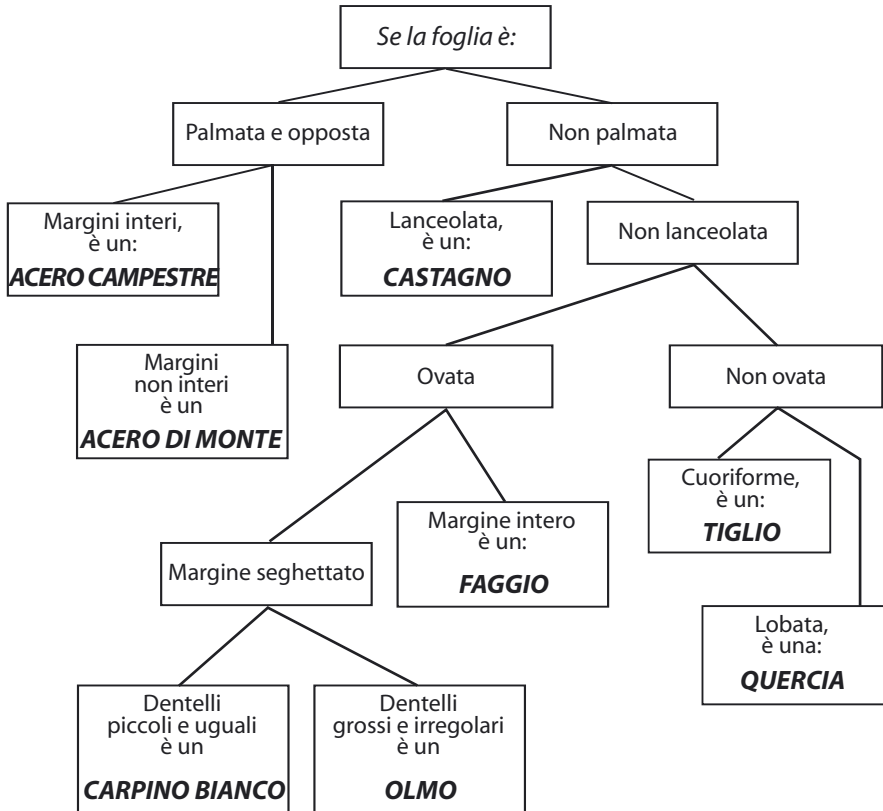 Se la foglia è:
Palmata e opposta
Non palmata
Margini interi,
è un:
ACERO CAMPESTRE
Lanceolata,
è un:
CASTAGNO
Non lanceolata
Margini
non interi
è un
ACERO DI MONTE
Ovata
Non ovata
Cuoriforme,
è un:
TIGLIO
Margine intero
è un:
FAGGIO
Margine seghettato
Lobata,
è una:
QUERCIA
Dentelli
piccoli e uguali
è un
CARPINO BIANCO
Dentelli
grossi e irregolari
è un
OLMO